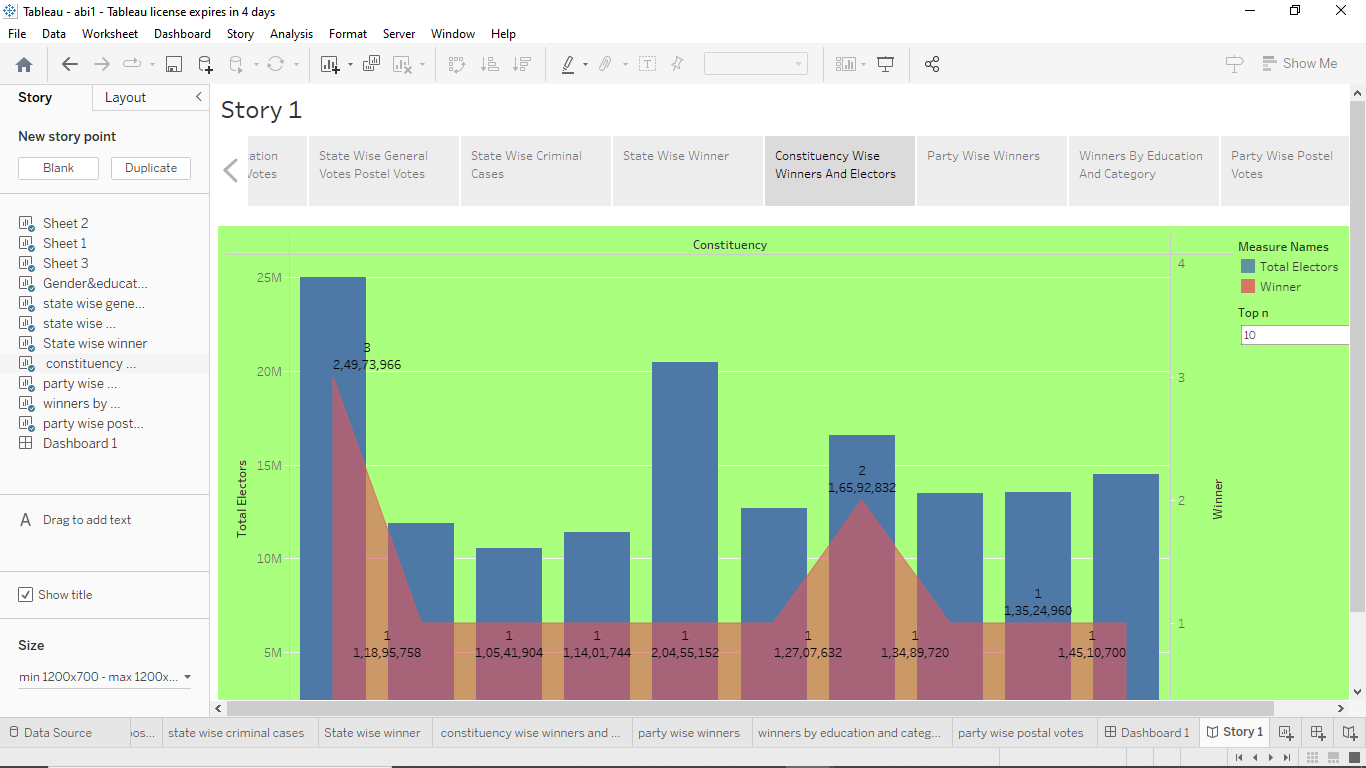 Tableau - abi1 - Tableau license expires in 4 days
File Data Worksheet Dashboard Story Analysis Format Server Window Help
Show Me
Story Layout
New story point
Blank Duplicate
Sheet 2
Sheet 1
Sheet 3
Gender&educat...
state wise gene...
state wise ...
State wise winner
constituency ...
party wise ...
winners by ...
party wise post...
Dashboard 1
A Drag to add text
Show title
Size
min 1200x700 - max 1200x...
Story 1
ation
Votes
State Wise General
Votes Postel Votes
State Wise Criminal
Cases
State Wise Winner
Constituency Wise
Winners And Electors
Party Wise Winners
Winners By Education
And Category
Party Wise Postel
Votes
Constituency
25M
20M
15M
10M
5M
Total Electors
3
2,49,73,966
1
1,18,95,758
1
1,05,41,904
1
1,14,01,744
1
2,04,55,152
1
1,27,07,632
2
1,65,92,832
1
1,34,89,720
1
1,35,24,960
1
1,45,10,700
4
3
2
1
Winner
Measure Names
Total Electors
Winner
Top n
10
Data Source os... state wise criminal cases State wise winner constituency wise winners and ... party wise winners winners by education and categ... party wise postal votes Dashboard 1 Story 1